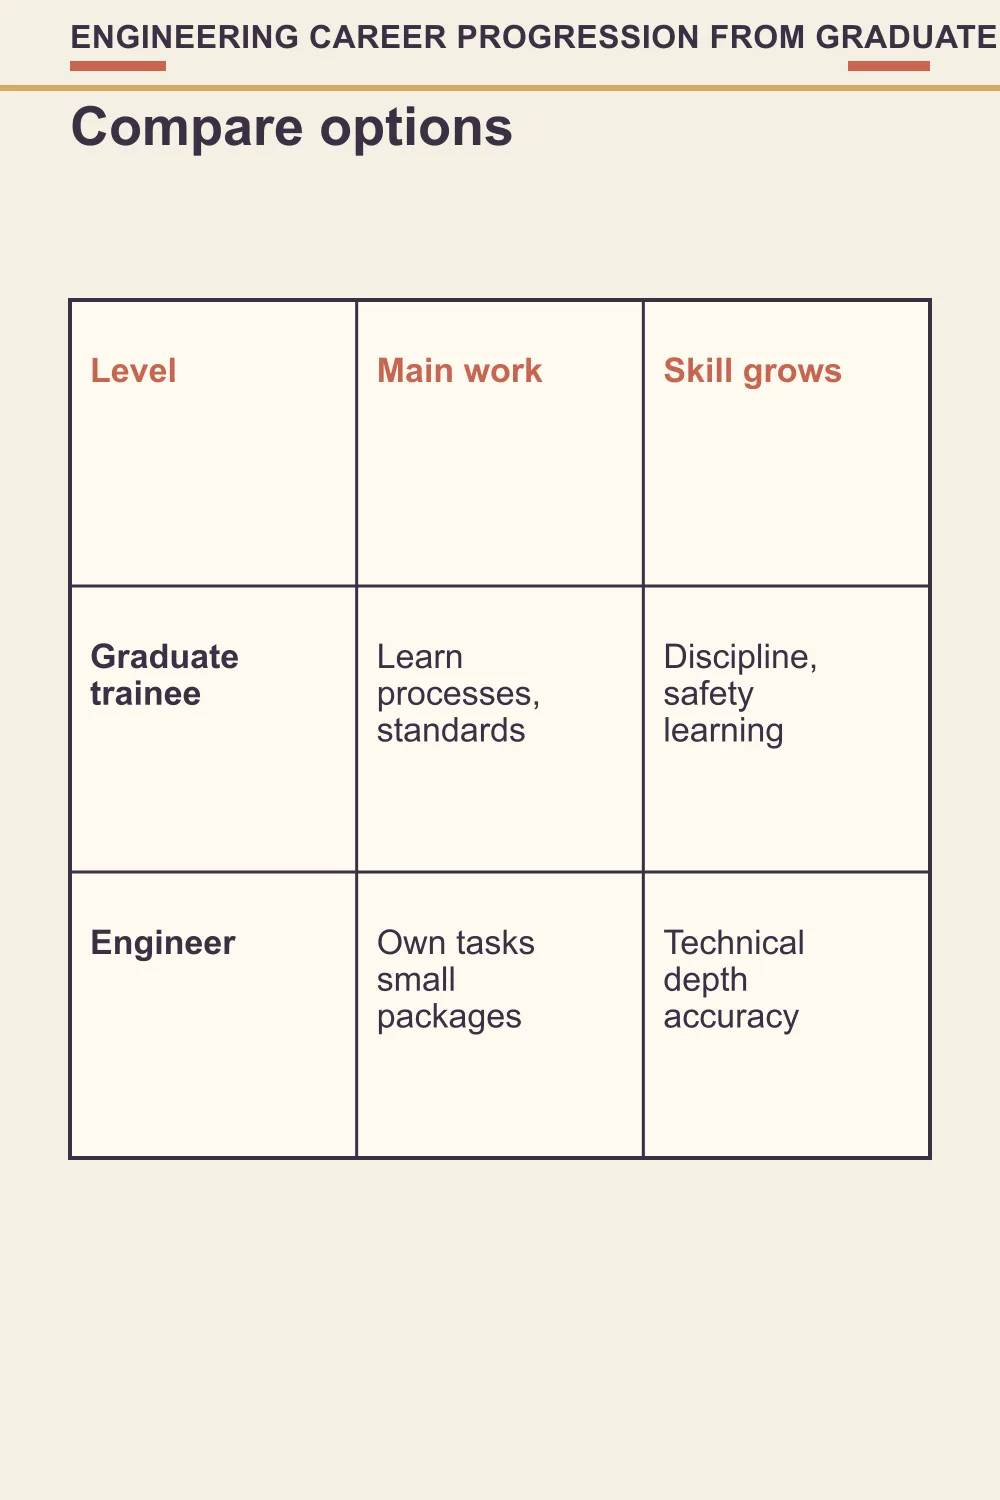 ENGINEERING CAREER PROGRESSION FROM GRADUATE
Compare options
Level
Main work
Skill grows
Graduate
trainee
Learn
processes,
standards
Discipline,
safety
learning
Engineer
Own tasks
small
packages
Technical
depth
accuracy